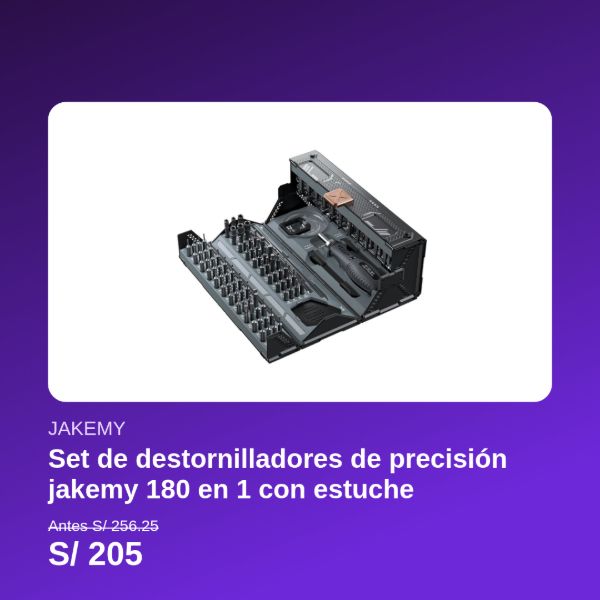 JAKEMY
Set de destornilladores de precisión
jakemy 180 en 1 con estuche
Antes S/ 256.25
S/ 205